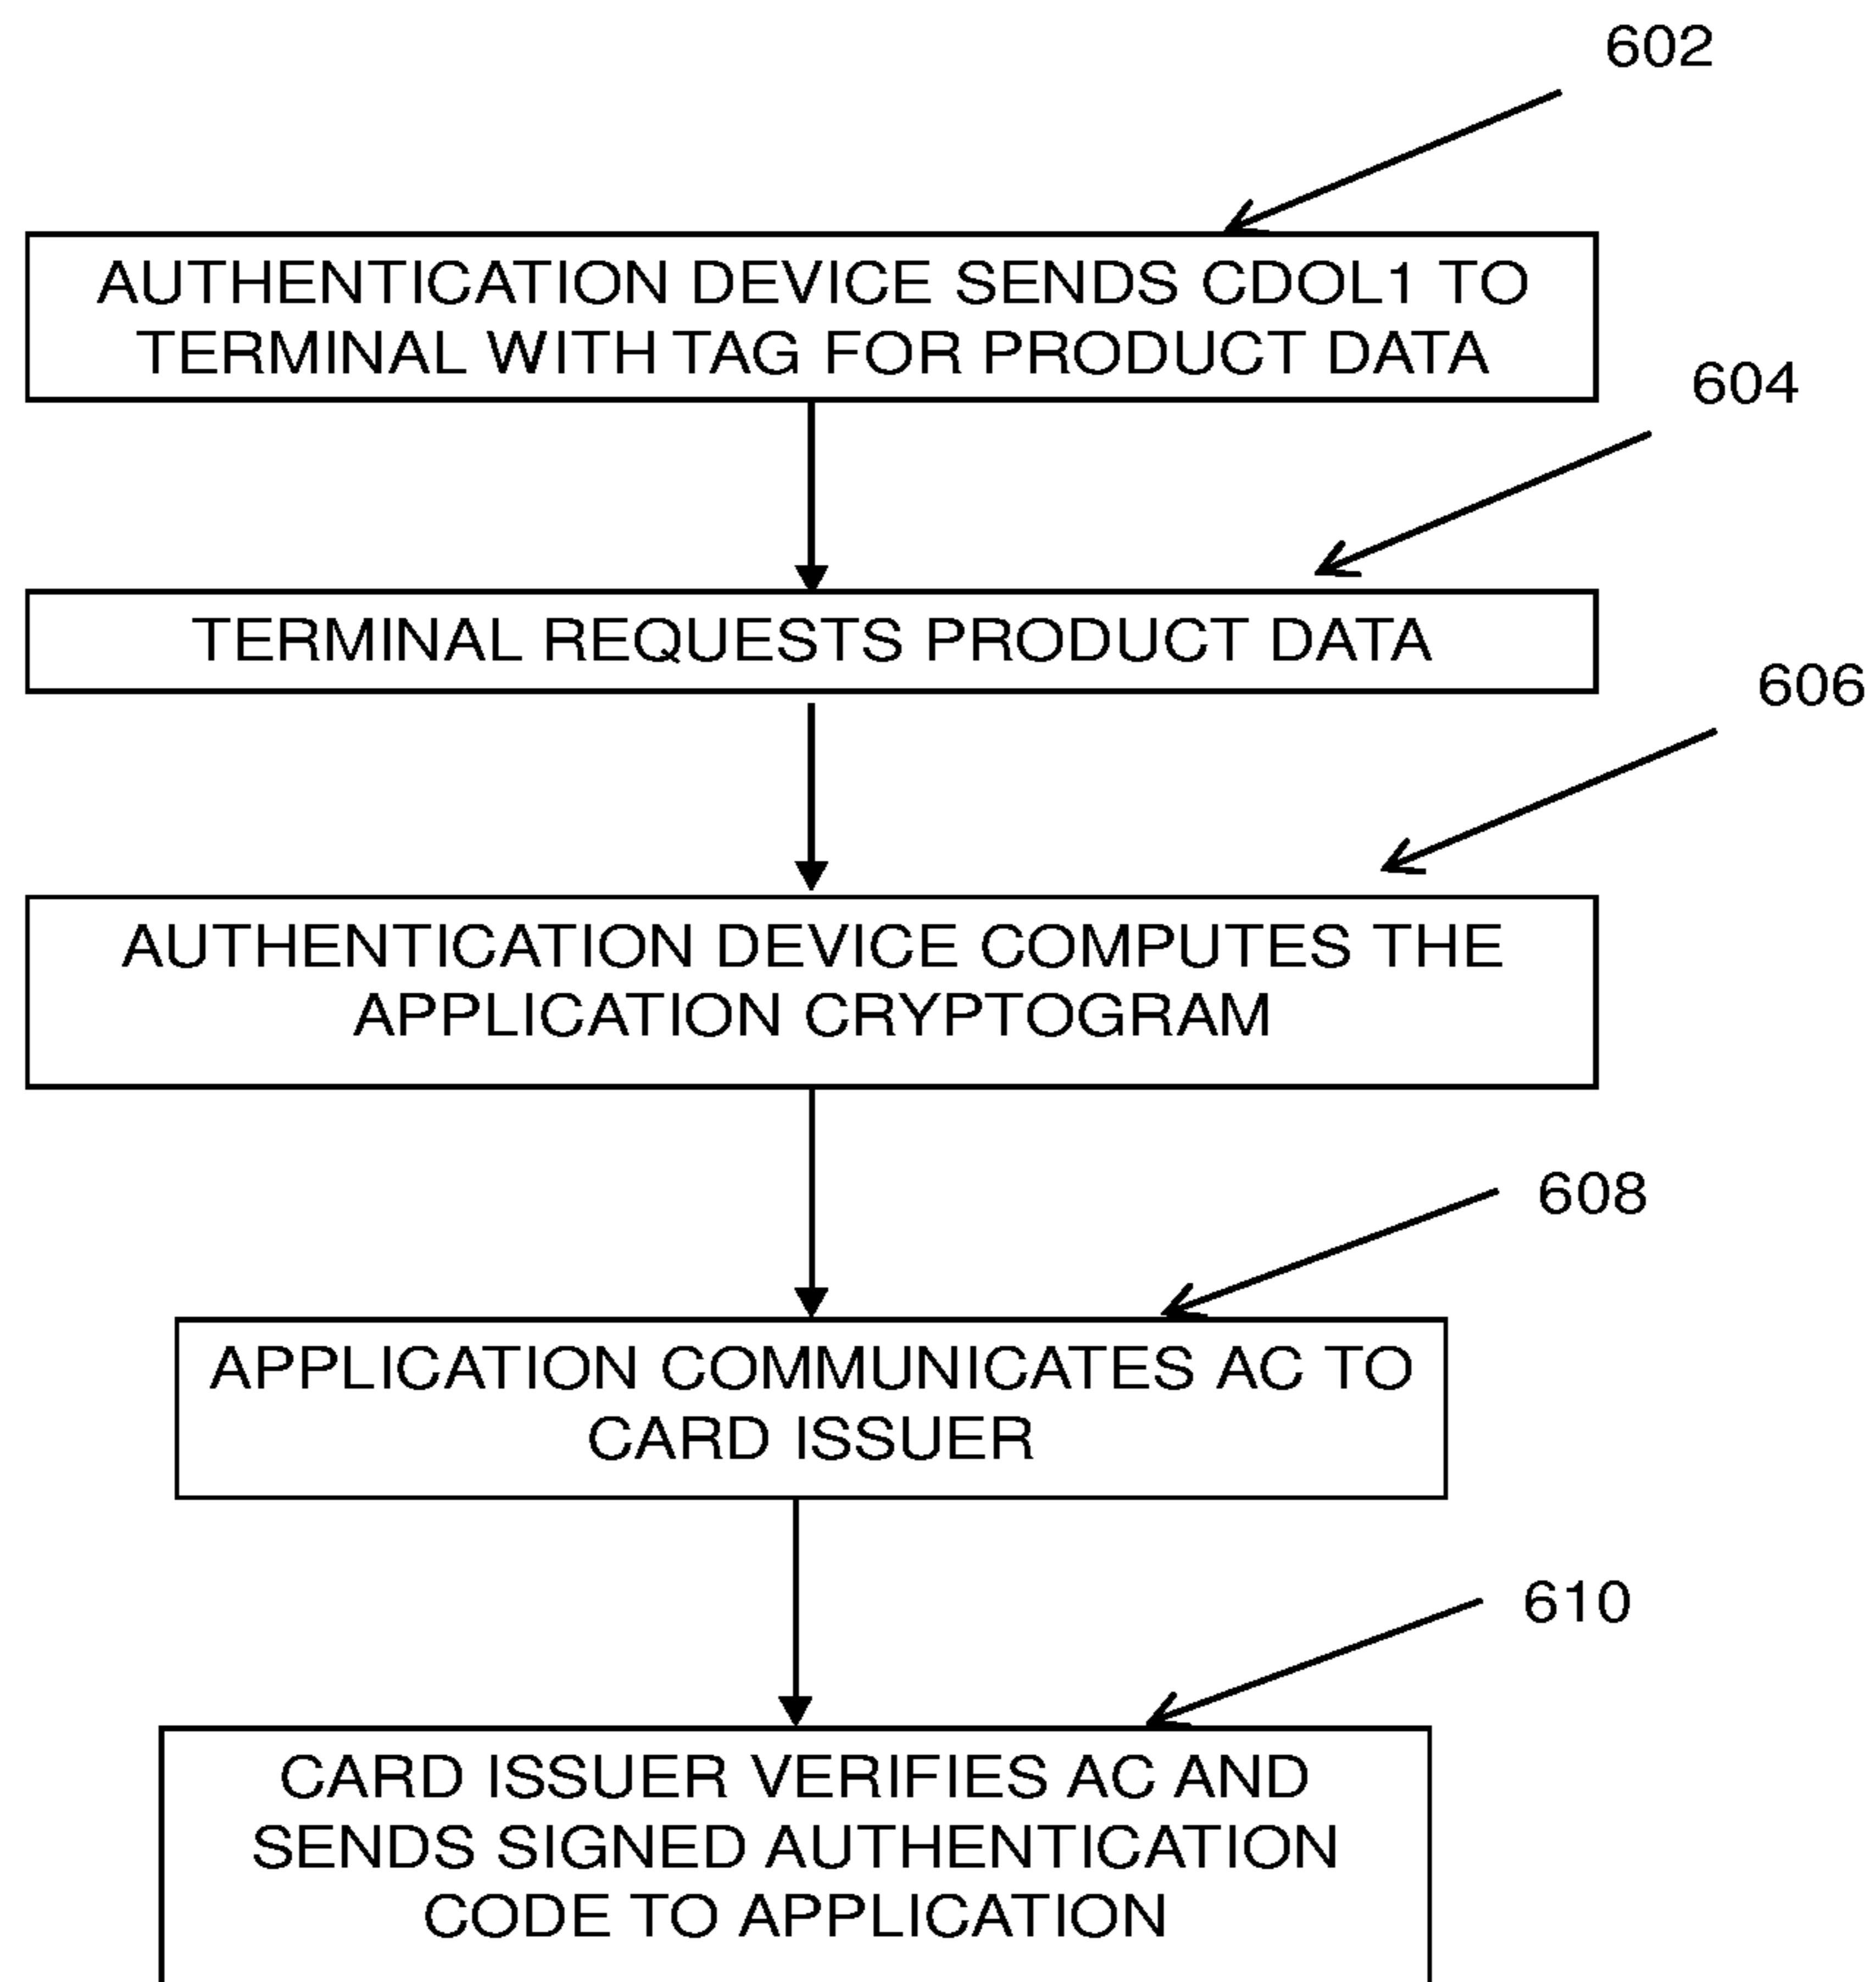 602
AUTHENTICATION DEVICE SENDS CDOL1 TO
TERMINAL WITH TAG FOR PRODUCT DATA
604
TERMINAL REQUESTS PRODUCT DATA
606
AUTHENTICATION DEVICE COMPUTES THE
APPLICATION CRYPTOGRAM
608
APPLICATION COMMUNICATES AC TO
CARD ISSUER
610
CARD ISSUER VERIFIES AC AND
SENDS SIGNED AUTHENTICATION
CODE TO APPLICATION